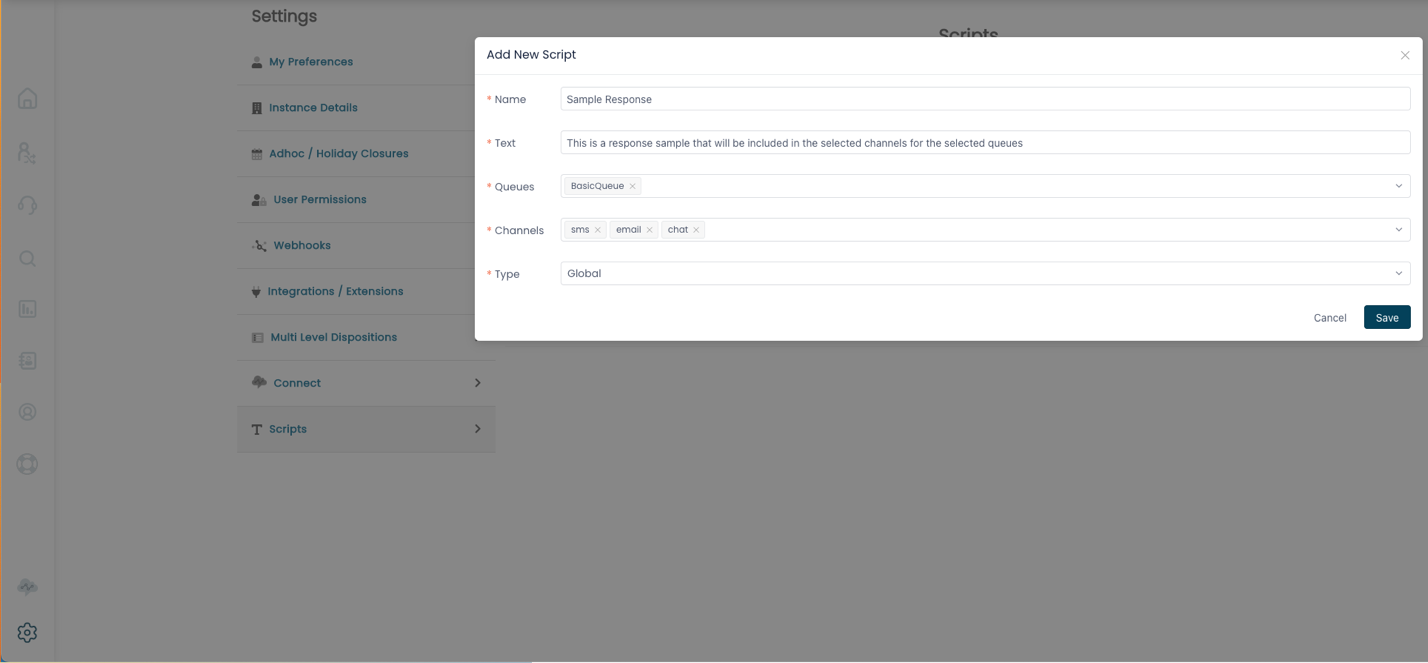 Settings
My Preferences
Instance Details
Adhoc / Holiday Closures
User Permissions
Webhooks
Integrations / Extensions
Multi Level Dispositions
Connect
Scripts
Scripts
Add New Script
* Name Sample Response
* Text This is a response sample that will be included in the selected channels for the selected queues
* Queues BasicQueue
* Channels sms email chat
* Type Global
Cancel Save